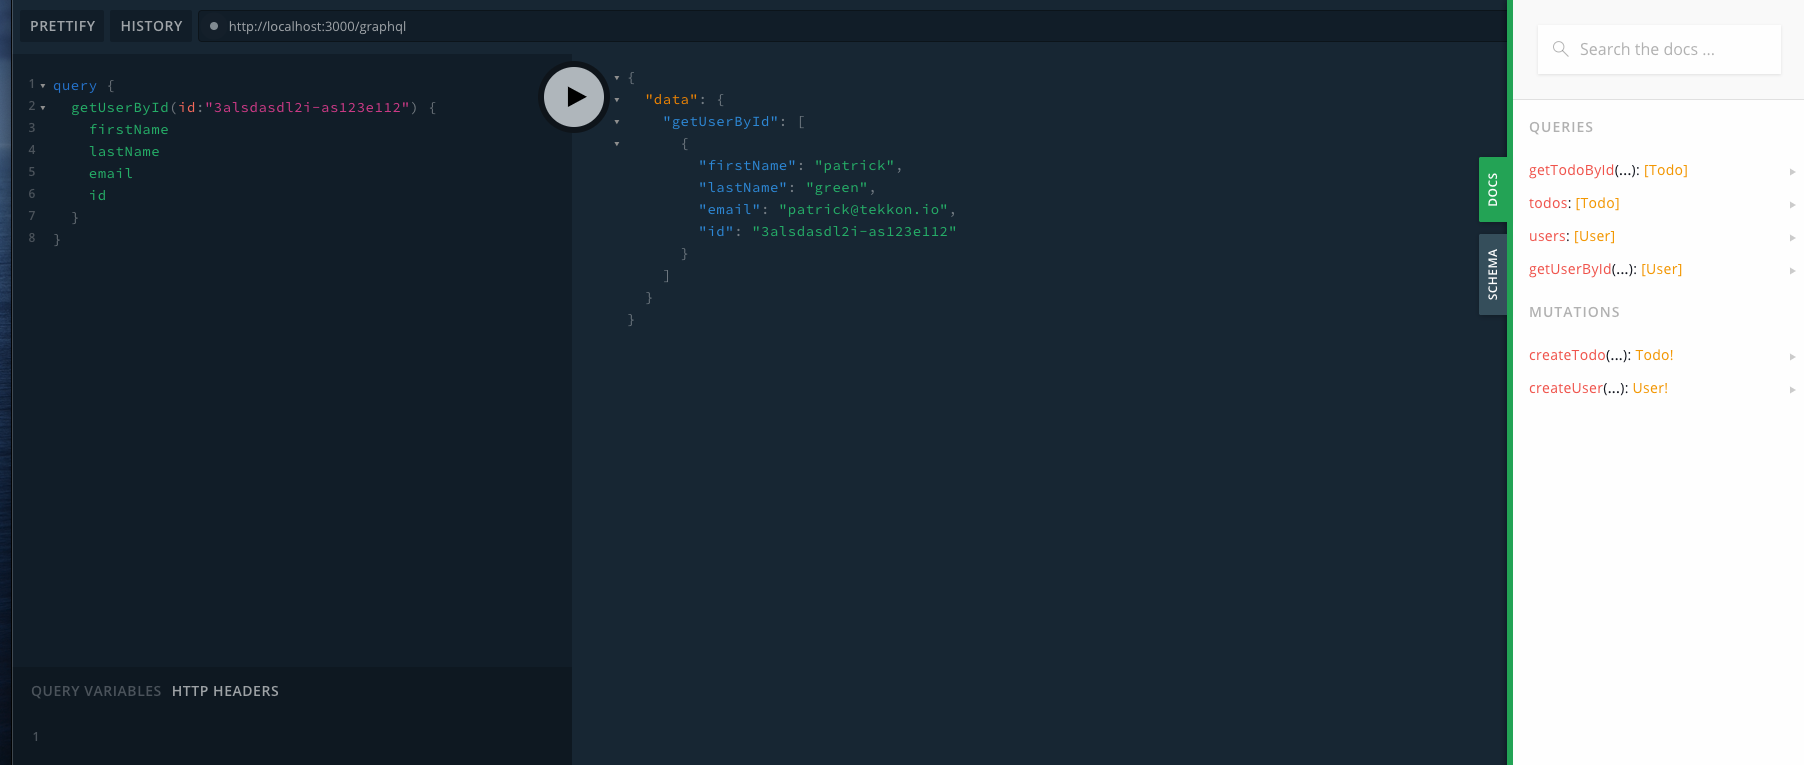 PRETTIFY HISTORY http://localhost:3000/graphql
1 query {
2 getUserById(id:"3alsdasdl2i-as123e112") {
3 firstName
4 lastName
5 email
6 id
7 }
8 }
QUERY VARIABLES HTTP HEADERS
1
{
"data": {
"getUserById": [
{
"firstName": "patrick",
"lastName": "green",
"email": "patrick@tekkon.io",
"id": "3alsdasdl2i-as123e112"
}
]
}
}
DOCS
SCHEMA
Search the docs ...
QUERIES
getTodoById(...): [Todo]
todos: [Todo]
users: [User]
getUserById(...): [User]
MUTATIONS
createTodo(...): Todo!
createUser(...): User!